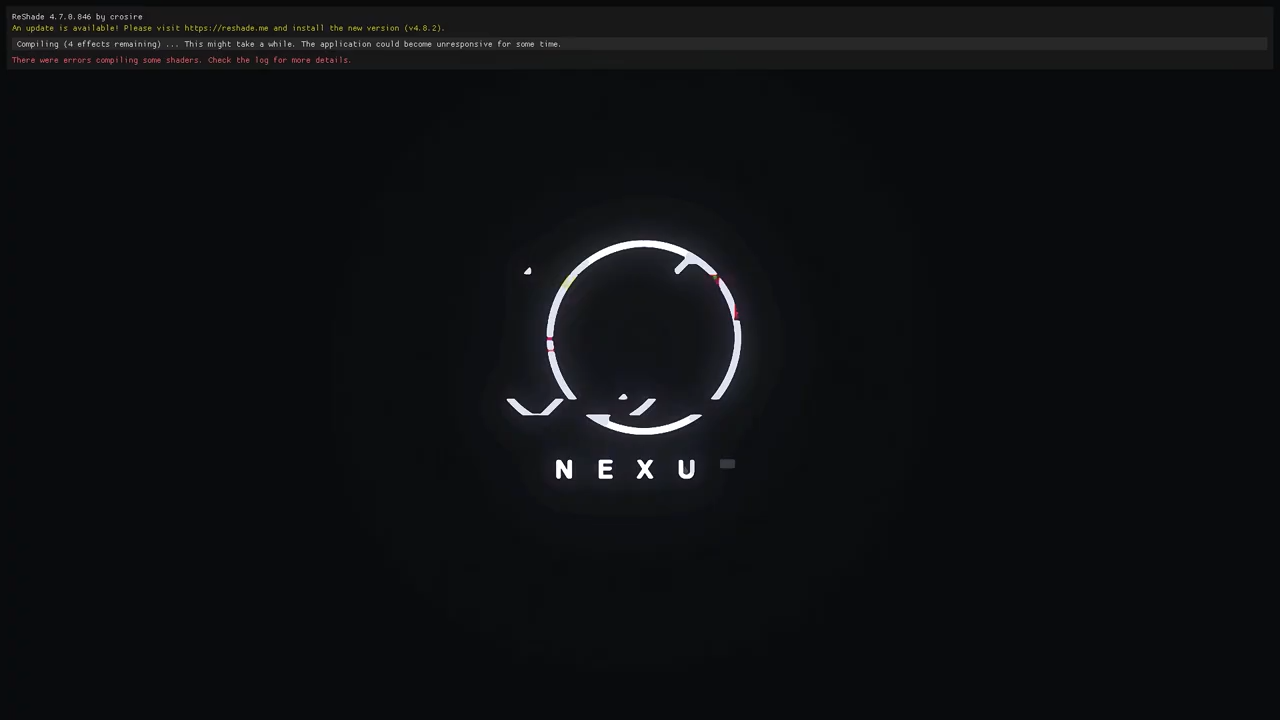 ReShade 4.7.0.846 by crosire
An update is available! Please visit https://reshade.me and install the new version (v4.8.2).
Compiling (4 effects remaining) ... This might take a while. The application could become unresponsive for some time.
There were errors compiling some shaders. Check the log for more details.
NEXU